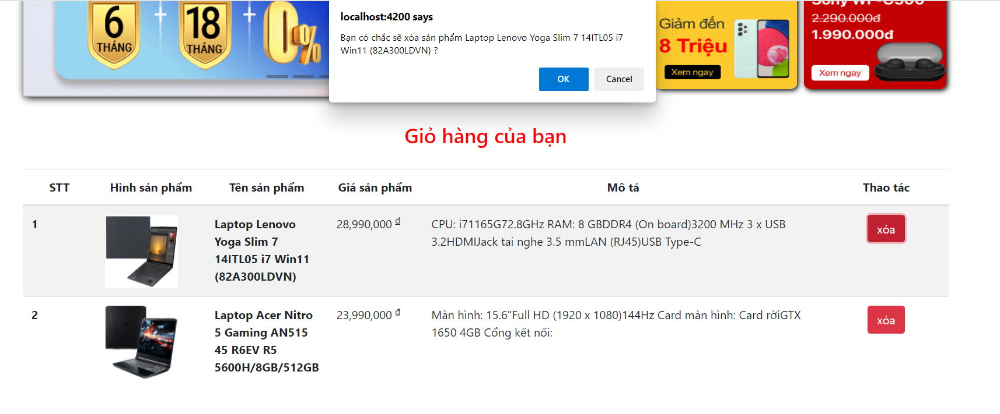 6
THÁNG
+
18
THÁNG
+
0%
localhost:4200 says
Bạn có chắc sẽ xóa sản phẩm Laptop Lenovo Yoga Slim 7 14ITL05 i7
Win11 (82A300LDVN) ?
OK
Cancel
Giảm đến
8 Triệu
Xem ngay
2.290.000đ
1.990.000đ
Xem ngay
Giỏ hàng của bạn
STT
Hình sản phẩm
Tên sản phẩm
Giá sản phẩm
Mô tả
Thao tác
1
Laptop Lenovo
Yoga Slim 7
14ITL05 i7 Win11
(82A300LDVN)
28,990,000 đ
CPU: i71165G72.8GHz RAM: 8 GBDDR4 (On board)3200 MHz 3 x USB
3.2HDMIJack tai nghe 3.5 mmLAN (RJ45)USB Type-C
xóa
2
Laptop Acer Nitro
5 Gaming AN515
45 R6EV R5
5600H/8GB/512GB
23,990,000 đ
Màn hình: 15.6"Full HD (1920 x 1080)144Hz Card màn hình: Card rờiGTX
1650 4GB Cổng kết nối:
xóa